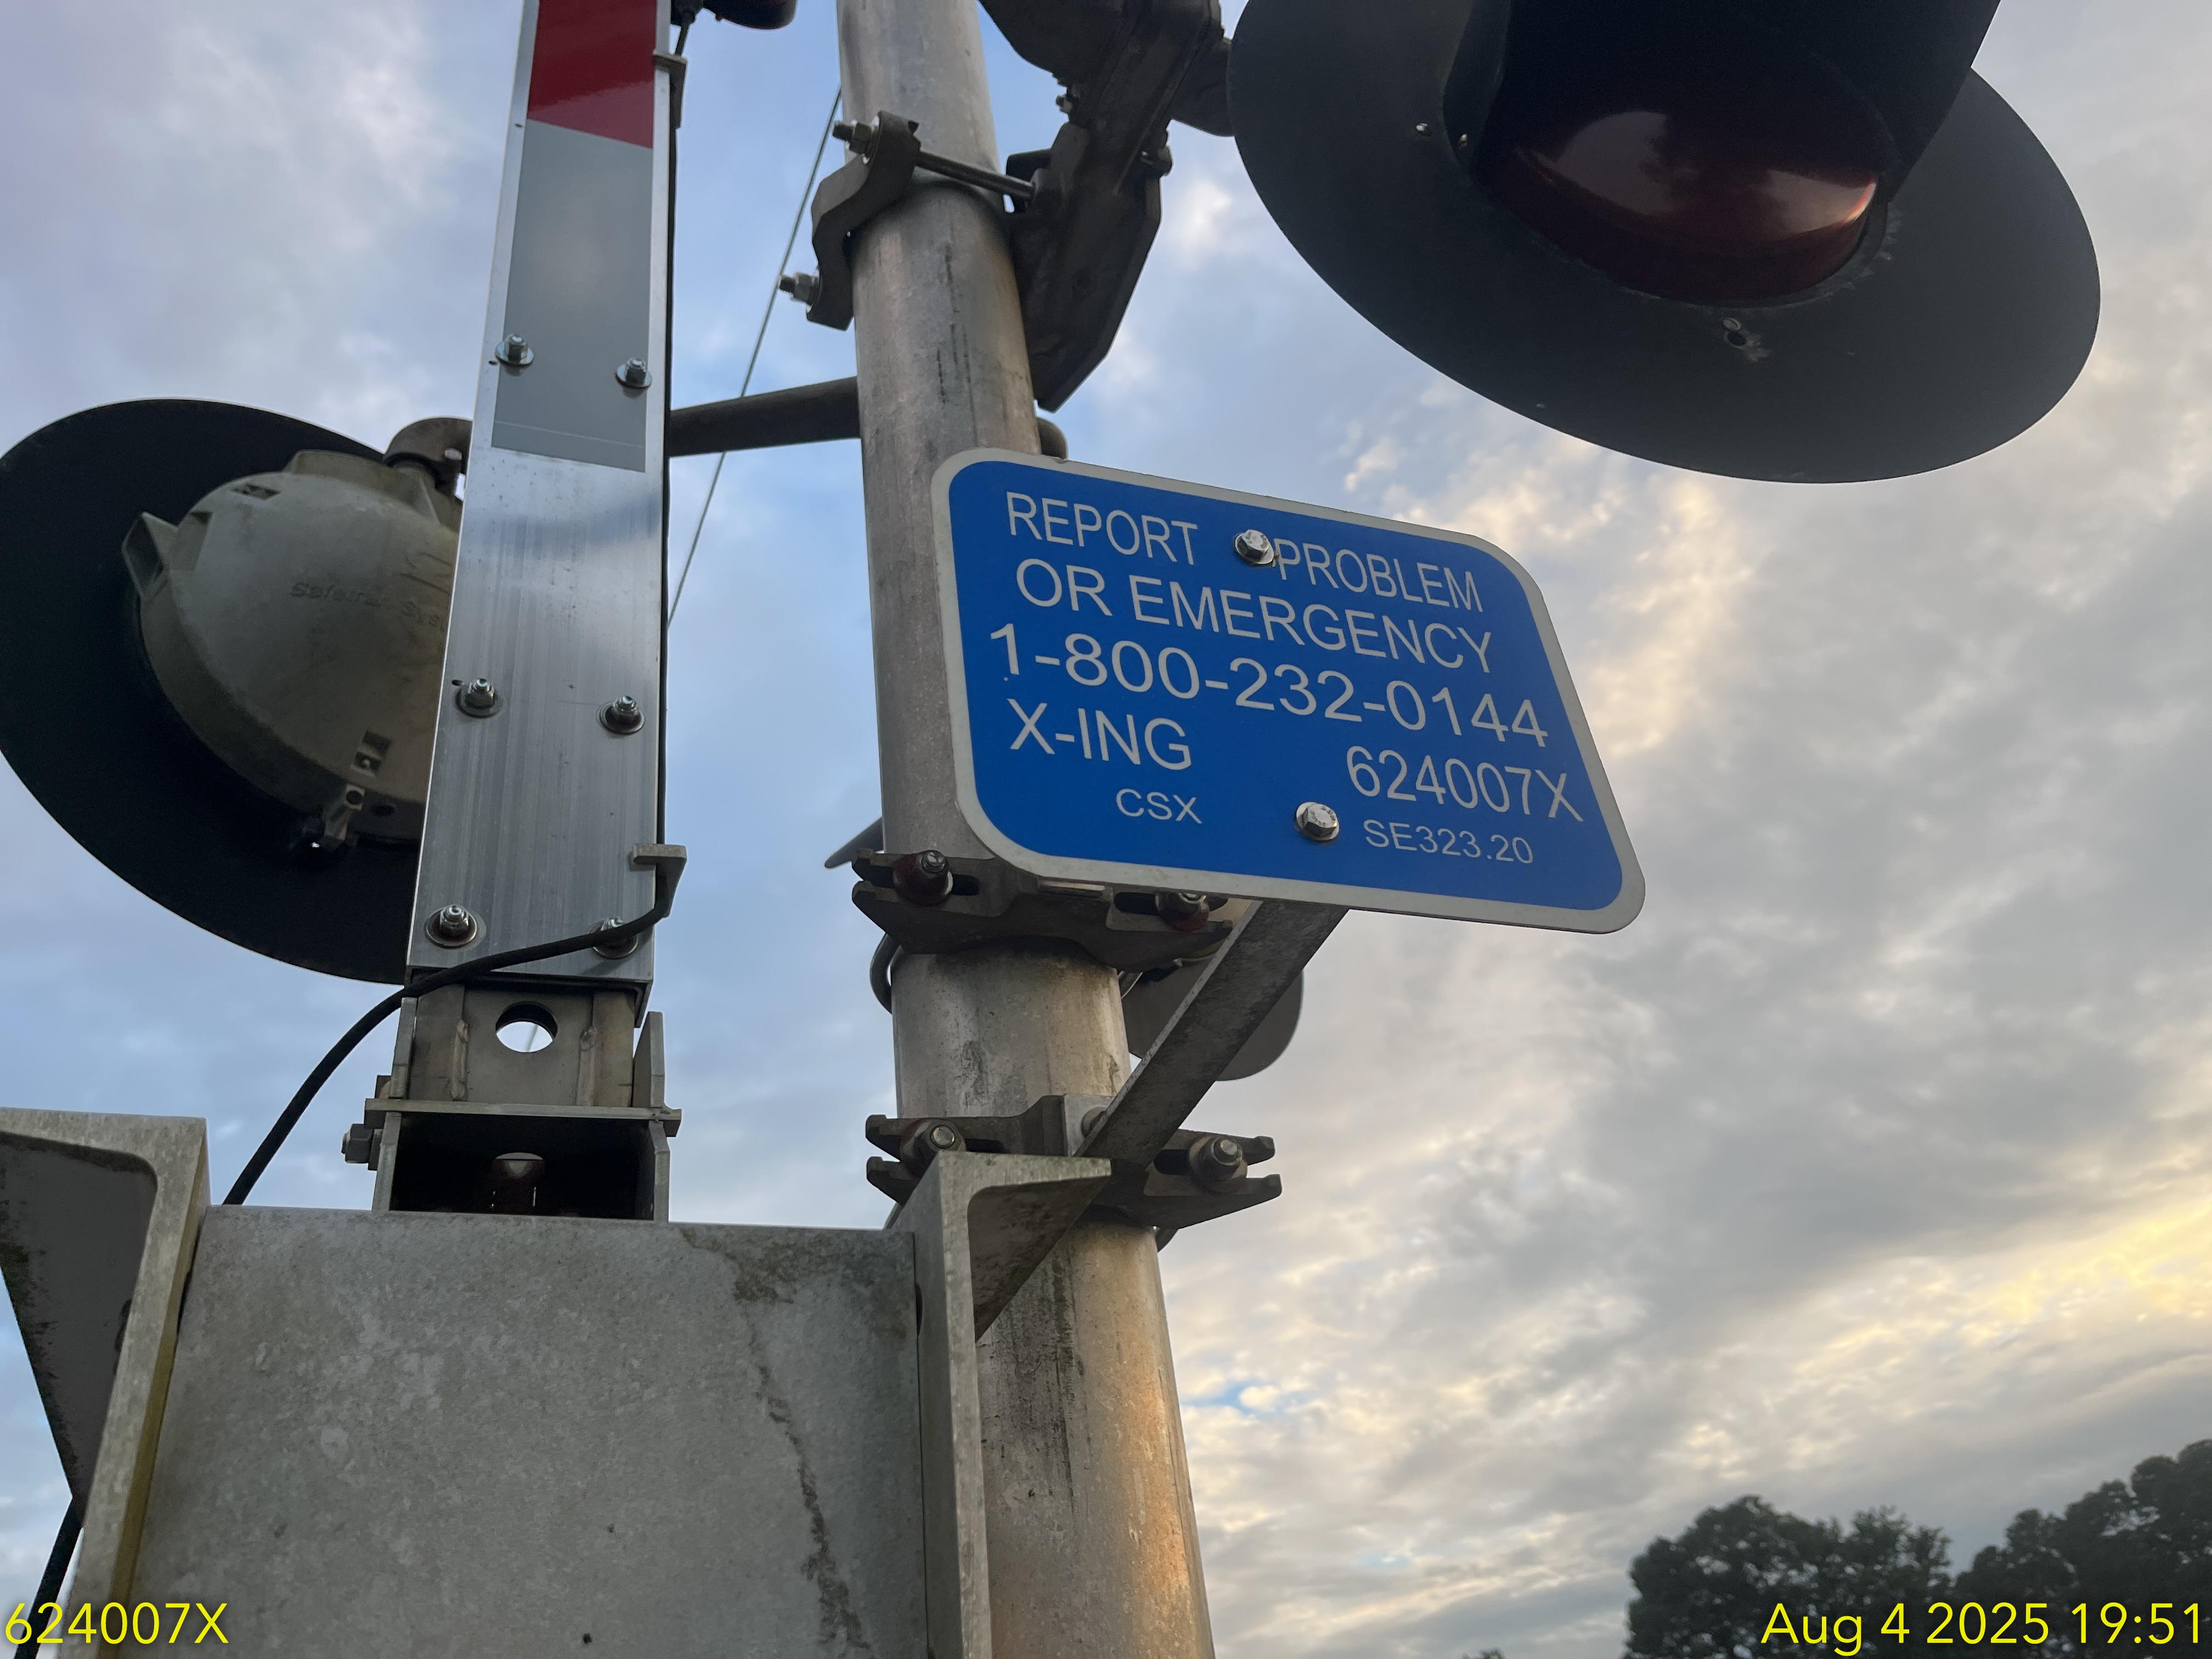 REPORT PROBLEM
OR EMERGENCY
1-800-232-0144
X-ING 624007X
CSX SE323.20
624007X
Aug 4 2025 19:51